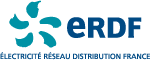 eRDF
ÉLECTRICITÉ RÉSEAU DISTRIBUTION FRANCE